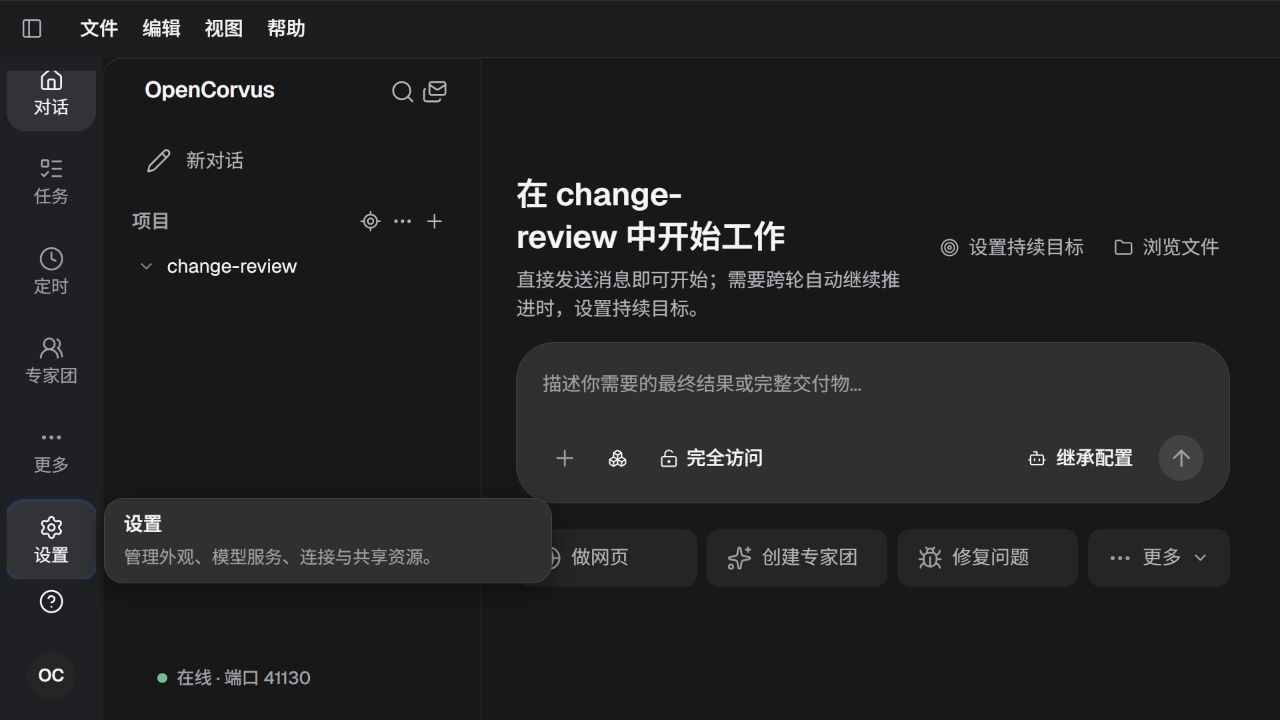 文件 编辑 视图 帮助
对话
任务
定时
专家团
更多
设置
OC
OpenCorvus
新对话
项目
change-review
设置
管理外观、模型服务、连接与共享资源。
在线 · 端口 41130
在 change-
review 中开始工作
直接发送消息即可开始；需要跨轮自动继续推
进时，设置持续目标。
设置持续目标 浏览文件
描述你需要的最终结果或完整交付物...
完全访问 继承配置
做网页 创建专家团 修复问题 更多